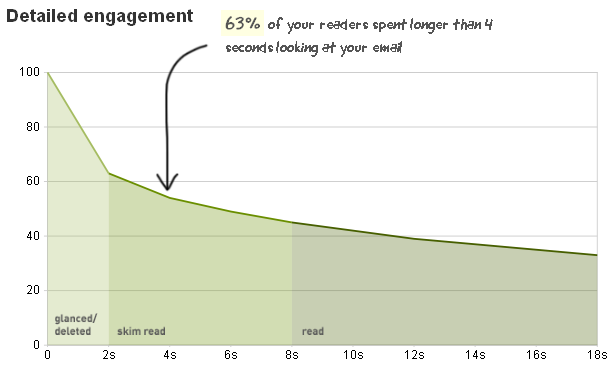 Detailed engagement
63% of your readers spent longer than 4
seconds looking at your email
100
80
60
40
20
0
glanced/
deleted
skim read
read
0 2s 4s 6s 8s 10s 12s 14s 16s 18s